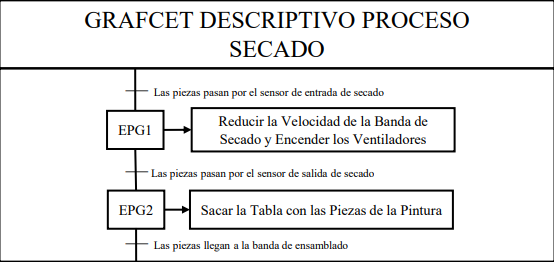 GRAFCET DESCRIPTIVO PROCESO
SECADO
Las piezas pasan por el sensor de entrada de secado
EPG1
Reducir la Velocidad de la Banda de
Secado y Encender los Ventiladores
Las piezas pasan por el sensor de salida de secado
EPG2
Sacar la Tabla con las Piezas de la Pintura
Las piezas llegan a la banda de ensamblado